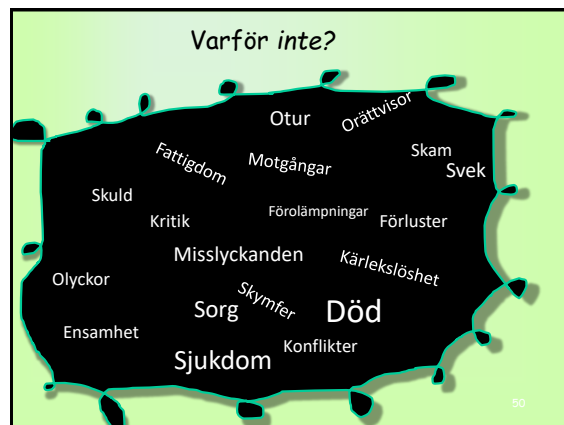 Varför inte?
Otur
Orättvisor
Fattigdom
Motgångar
Skam
Svek
Skuld
Kritik
Förolämpningar
Förluster
Misslyckanden
Kärlekslöshet
Olyckor
Skymfer
Sorg
Död
Ensamhet
Konflikter
Sjukdom
50